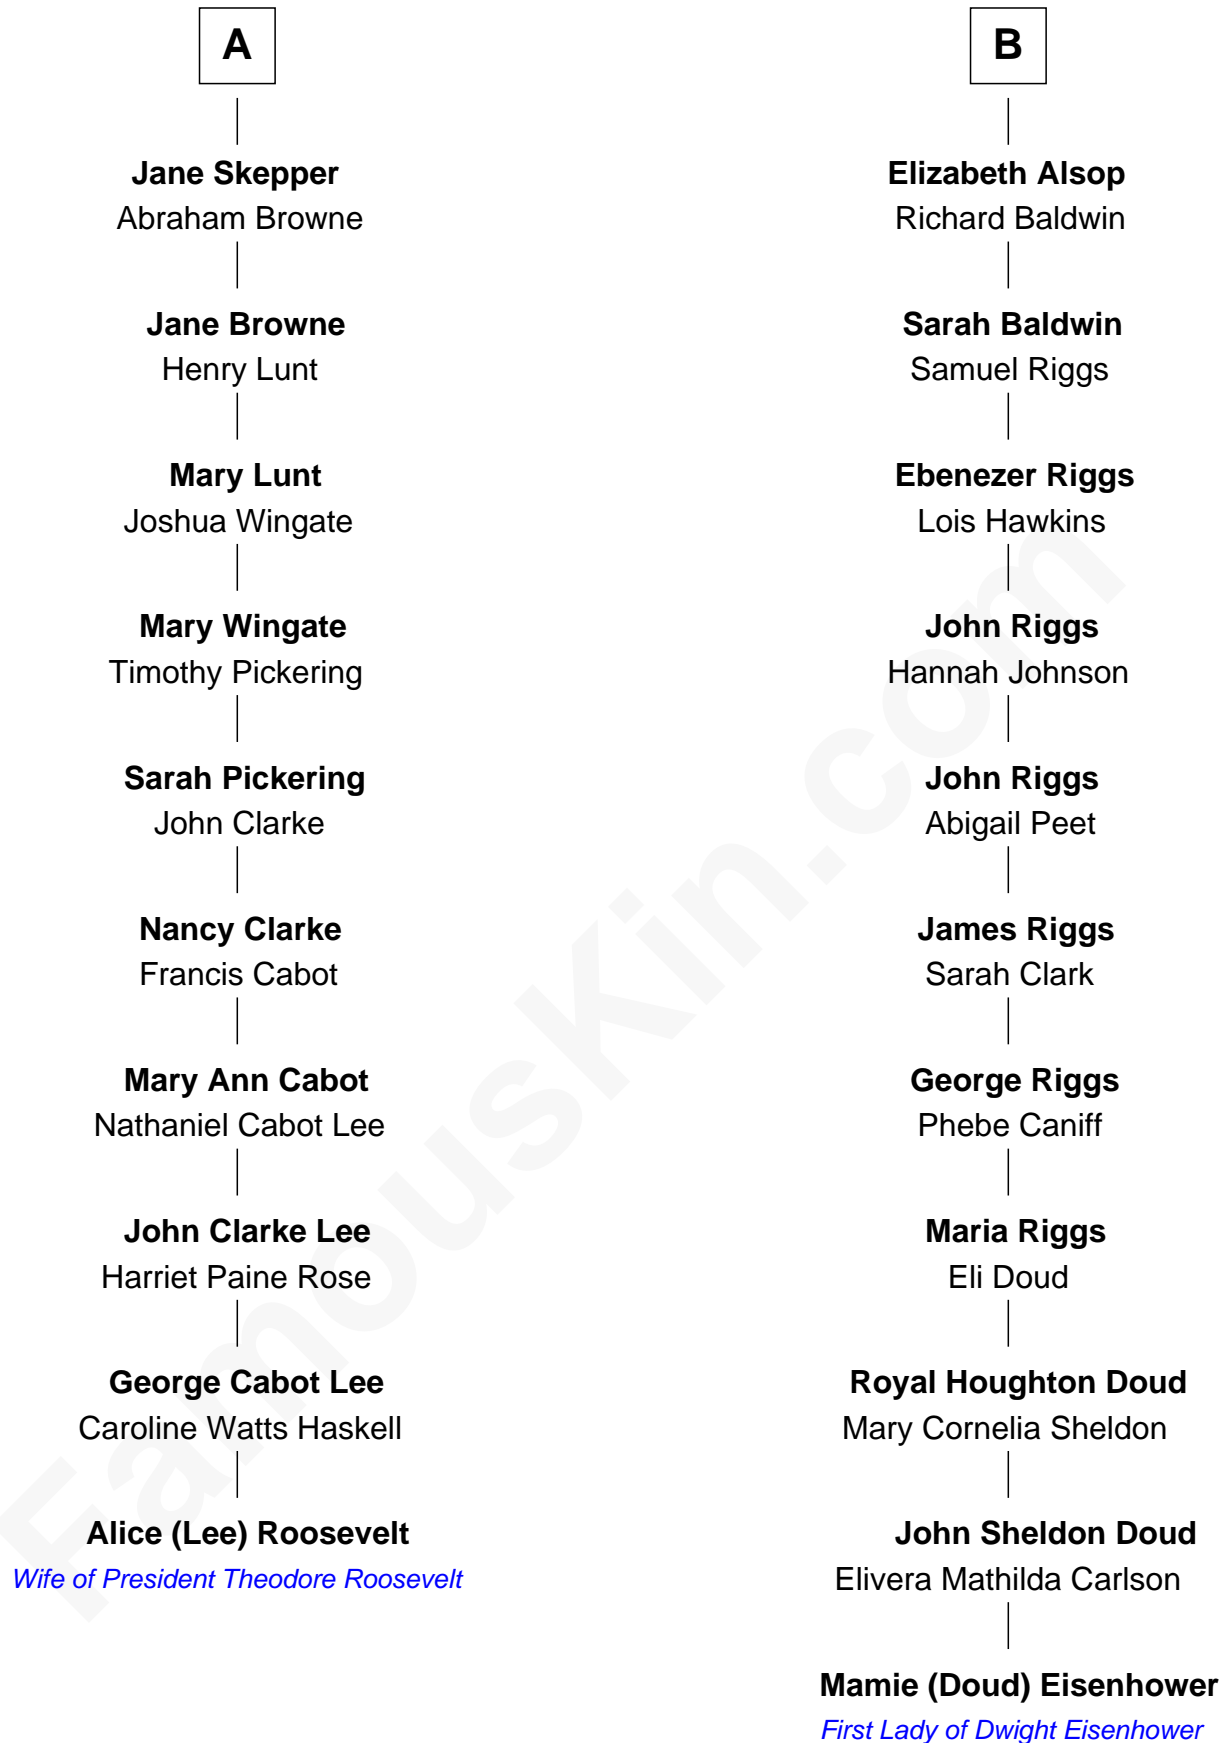 A
Jane Skepper
Abraham Browne
Jane Browne
Henry Lunt
Mary Lunt
Joshua Wingate
Mary Wingate
Timothy Pickering
Sarah Pickering
John Clarke
Nancy Clarke
Francis Cabot
Mary Ann Cabot
Nathaniel Cabot Lee
John Clarke Lee
Harriet Paine Rose
George Cabot Lee
Caroline Watts Haskell
Alice (Lee) Roosevelt
Wife of President Theodore Roosevelt
B
Elizabeth Alsop
Richard Baldwin
Sarah Baldwin
Samuel Riggs
Ebenezer Riggs
Lois Hawkins
John Riggs
Hannah Johnson
John Riggs
Abigail Peet
James Riggs
Sarah Clark
George Riggs
Phebe Caniff
Maria Riggs
Eli Doud
Royal Houghton Doud
Mary Cornelia Sheldon
John Sheldon Doud
Elivera Mathilda Carlson
Mamie (Doud) Eisenhower
First Lady of Dwight Eisenhower
FamousKin.com